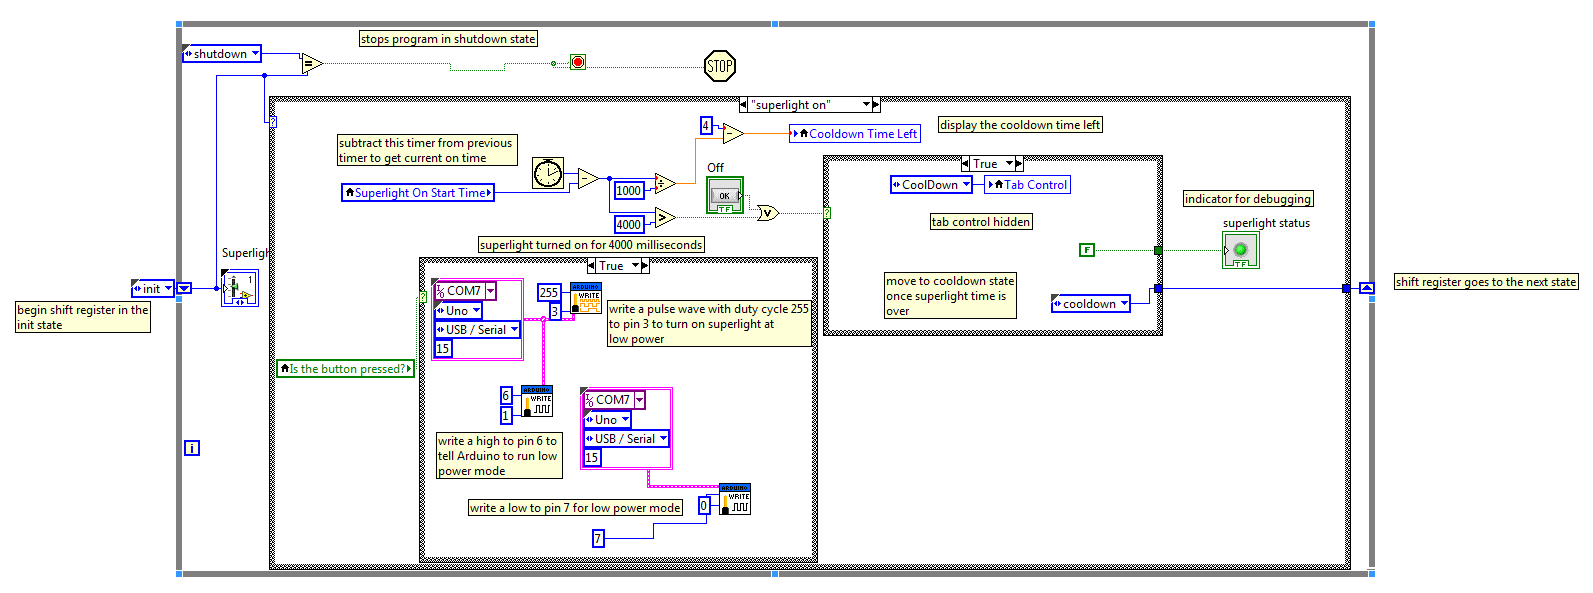 stops program in shutdown state
shutdown
=
STOP
"superlight on"
4
-
Cooldown Time Left
display the cooldown time left
subtract this timer from previous
timer to get current on time
Superlight On Start Time
-
1000
÷
4000
>
Off
OK
TF
V
True
CoolDown
Tab Control
tab control hidden
indicator for debugging
superlight status
TF
F
superlight turned on for 4000 milliseconds
Superligh
1
init
begin shift register in the
init state
move to cooldown state
once superlight time is
over
cooldown
shift register goes to the next state
True
COM7
Uno
USB / Serial
15
255
3
ARDUINO
WRITE
write a pulse wave with duty cycle 255
to pin 3 to turn on superlight at
low power
Is the button pressed?
6
1
ARDUINO
WRITE
COM7
Uno
USB / Serial
15
write a high to pin 6 to
tell Arduino to run low
power mode
i
write a low to pin 7 for low power mode
0
ARDUINO
WRITE
7